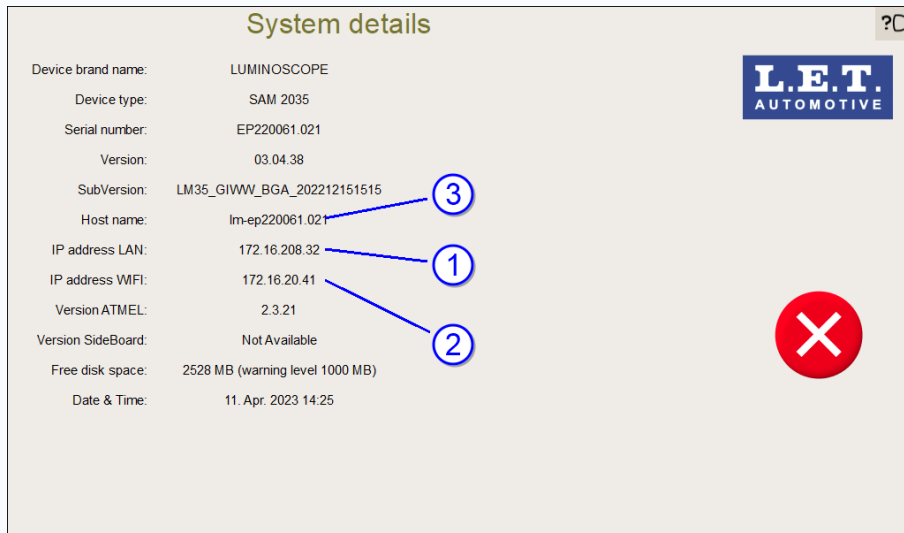 System details
?
Device brand name: LUMINOSCOPE
L.E.T.
AUTOMOTIVE
Device type: SAM 2035
Serial number: EP220061.021
Version: 03.04.38
SubVersion: LM35_GIWW_BGA_202212151515
3
Host name: lm-ep220061.021
IP address LAN: 172.16.208.32
1
IP address WIFI: 172.16.20.41
Version ATMEL: 2.3.21
2
Version SideBoard: Not Available
Free disk space: 2528 MB (warning level 1000 MB)
Date & Time: 11. Apr. 2023 14:25